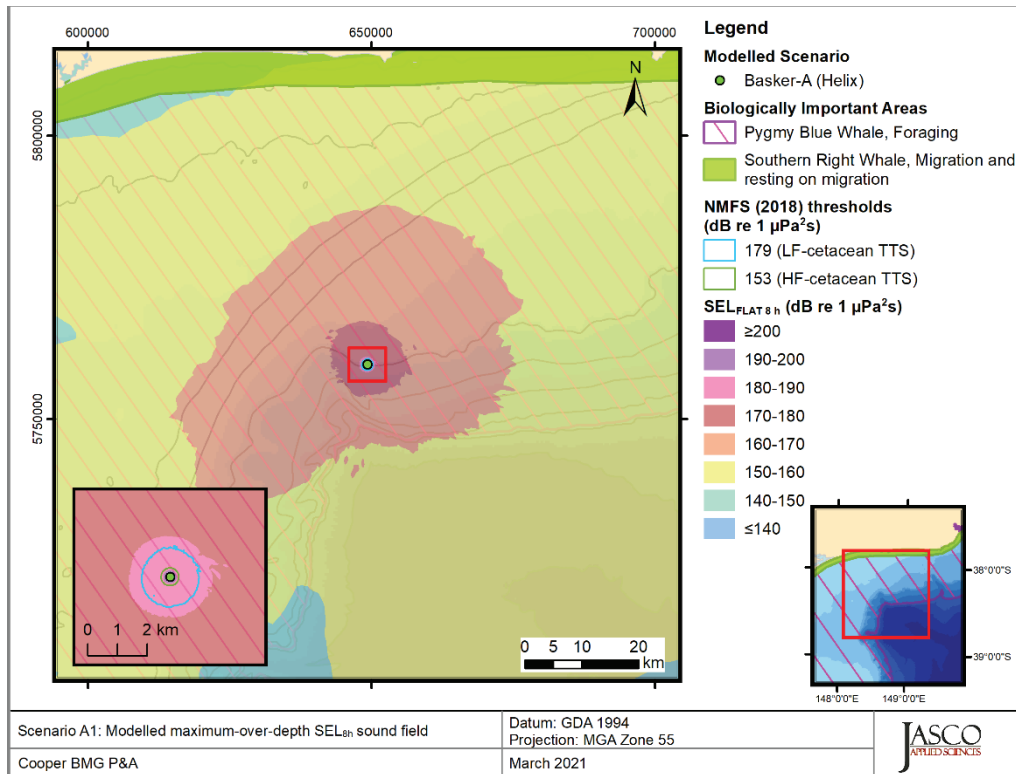 600000
650000
700000
5800000
5750000
N
0 1 2 km
0 5 10 20
km
Legend
Modelled Scenario
Basker-A (Helix)
Biologically Important Areas
Pygmy Blue Whale, Foraging
Southern Right Whale, Migration and
resting on migration
NMFS (2018) thresholds
(dB re 1 µPa²s)
179 (LF-cetacean TTS)
153 (HF-cetacean TTS)
SELFLAT 8 h (dB re 1 µPa²s)
≥200
190-200
180-190
170-180
160-170
150-160
140-150
≤140
38°0'0"S
39°0'0"S
148°0'0"E 149°0'0"E
Scenario A1: Modelled maximum-over-depth SEL8h sound field
Datum: GDA 1994
Projection: MGA Zone 55
Cooper BMG P&A
March 2021
JASCO
APPLIED SCIENCES